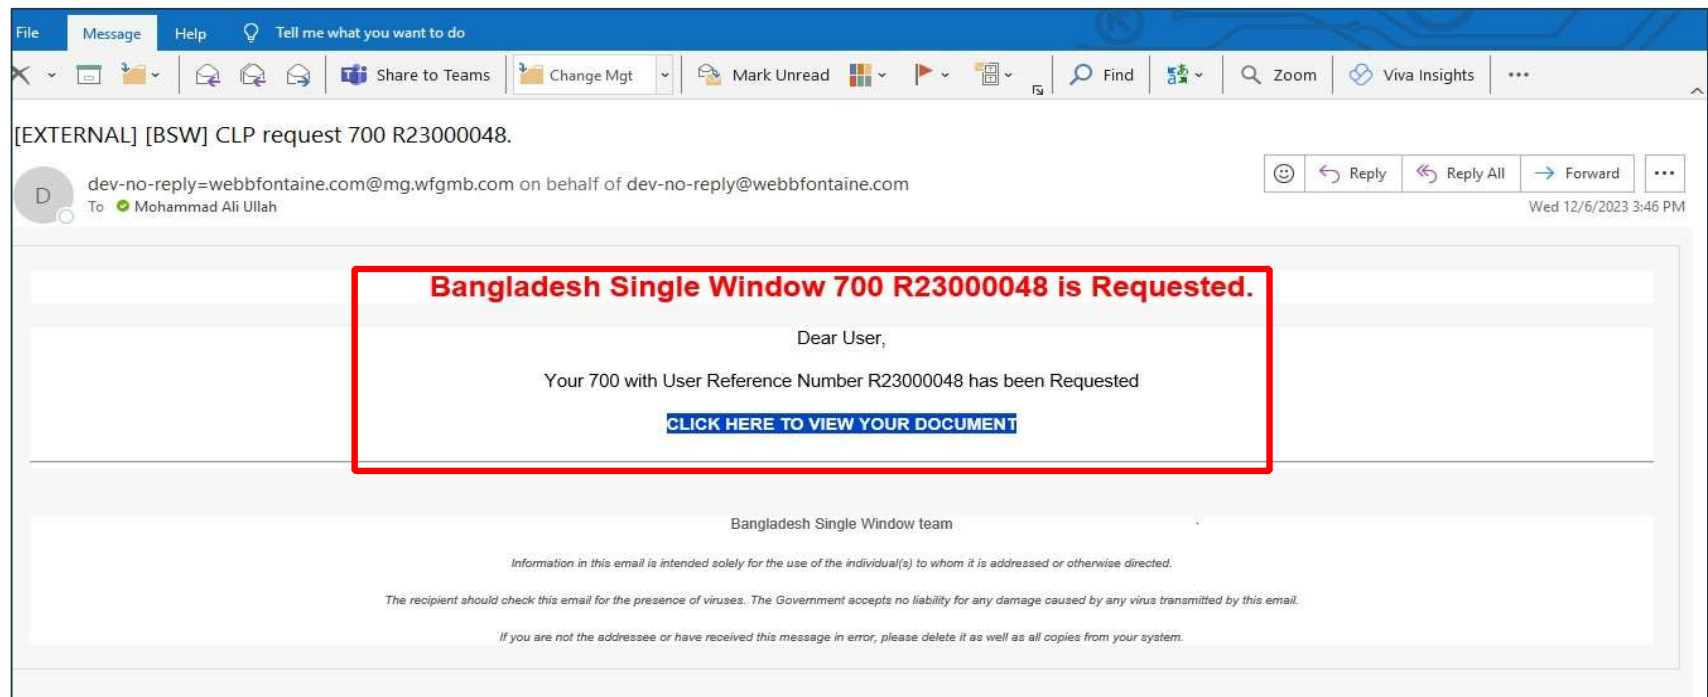 File Message Help Tell me what you want to do
Share to Teams Change Mgt Mark Unread Find Zoom Viva Insights
[EXTERNAL] [BSW] CLP request 700 R23000048.
D
dev-no-reply=webbfontaine.com@mg.wfgmb.com on behalf of dev-no-reply@webbfontaine.com
Reply Reply All Forward
To Mohammad Ali Ullah
Wed 12/6/2023 3:46 PM
Bangladesh Single Window 700 R23000048 is Requested.
Dear User,
Your 700 with User Reference Number R23000048 has been Requested
CLICK HERE TO VIEW YOUR DOCUMENT
Bangladesh Single Window team
Information in this email is intended solely for the use of the individual(s) to whom it is addressed or otherwise directed.
The recipient should check this email for the presence of viruses. The Government accepts no liability for any damage caused by any virus transmitted by this email.
If you are not the addressee or have received this message in error, please delete it as well as all copies from your system.